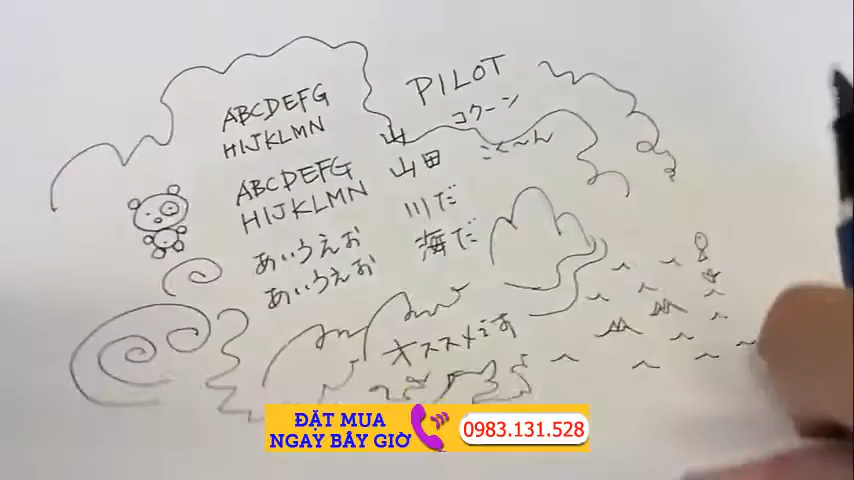 ABCDEFG
HIJKLMN
ABCDEFG
HIJKLMN
あいうえお
あいうえお
PILOT
コクーン
山
こくーん
山田
川だ
海だ
オススメです
ĐẶT MUA
NGAY BÂY GIỜ
0983.131.528